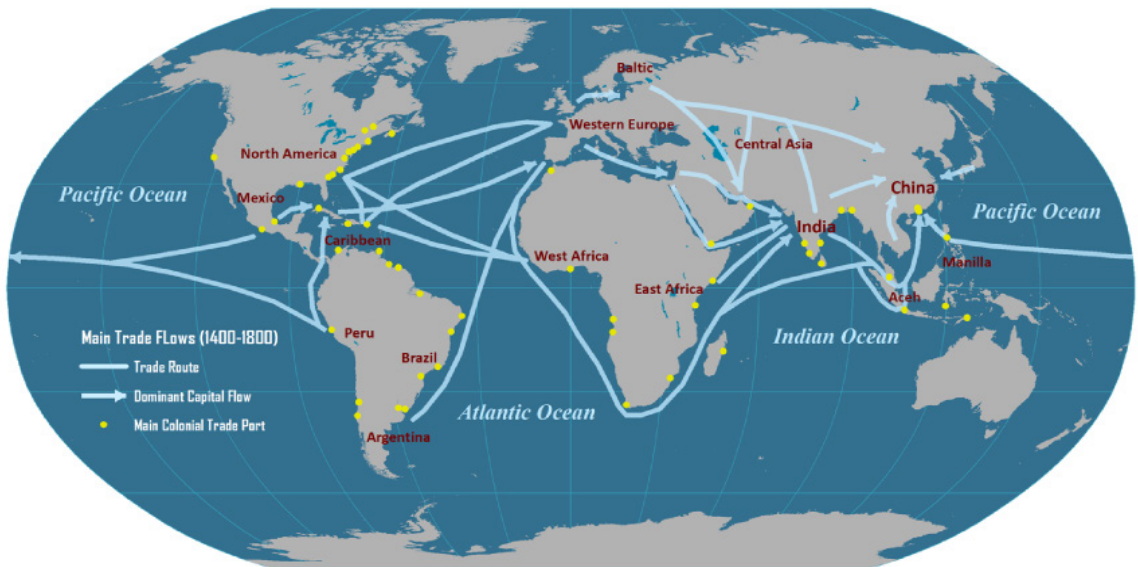 Baltic
Western Europe
Central Asia
North America
Pacific Ocean
China
Mexico
Pacific Ocean
India
Caribbean
West Africa
Manilla
East Africa
Aceh
Main Trade FLows (1400-1800)
Peru
Indian Ocean
Trade Route
Brazil
Dominant Capital Flow
Atlantic Ocean
Main Colonial Trade Port
Argentina